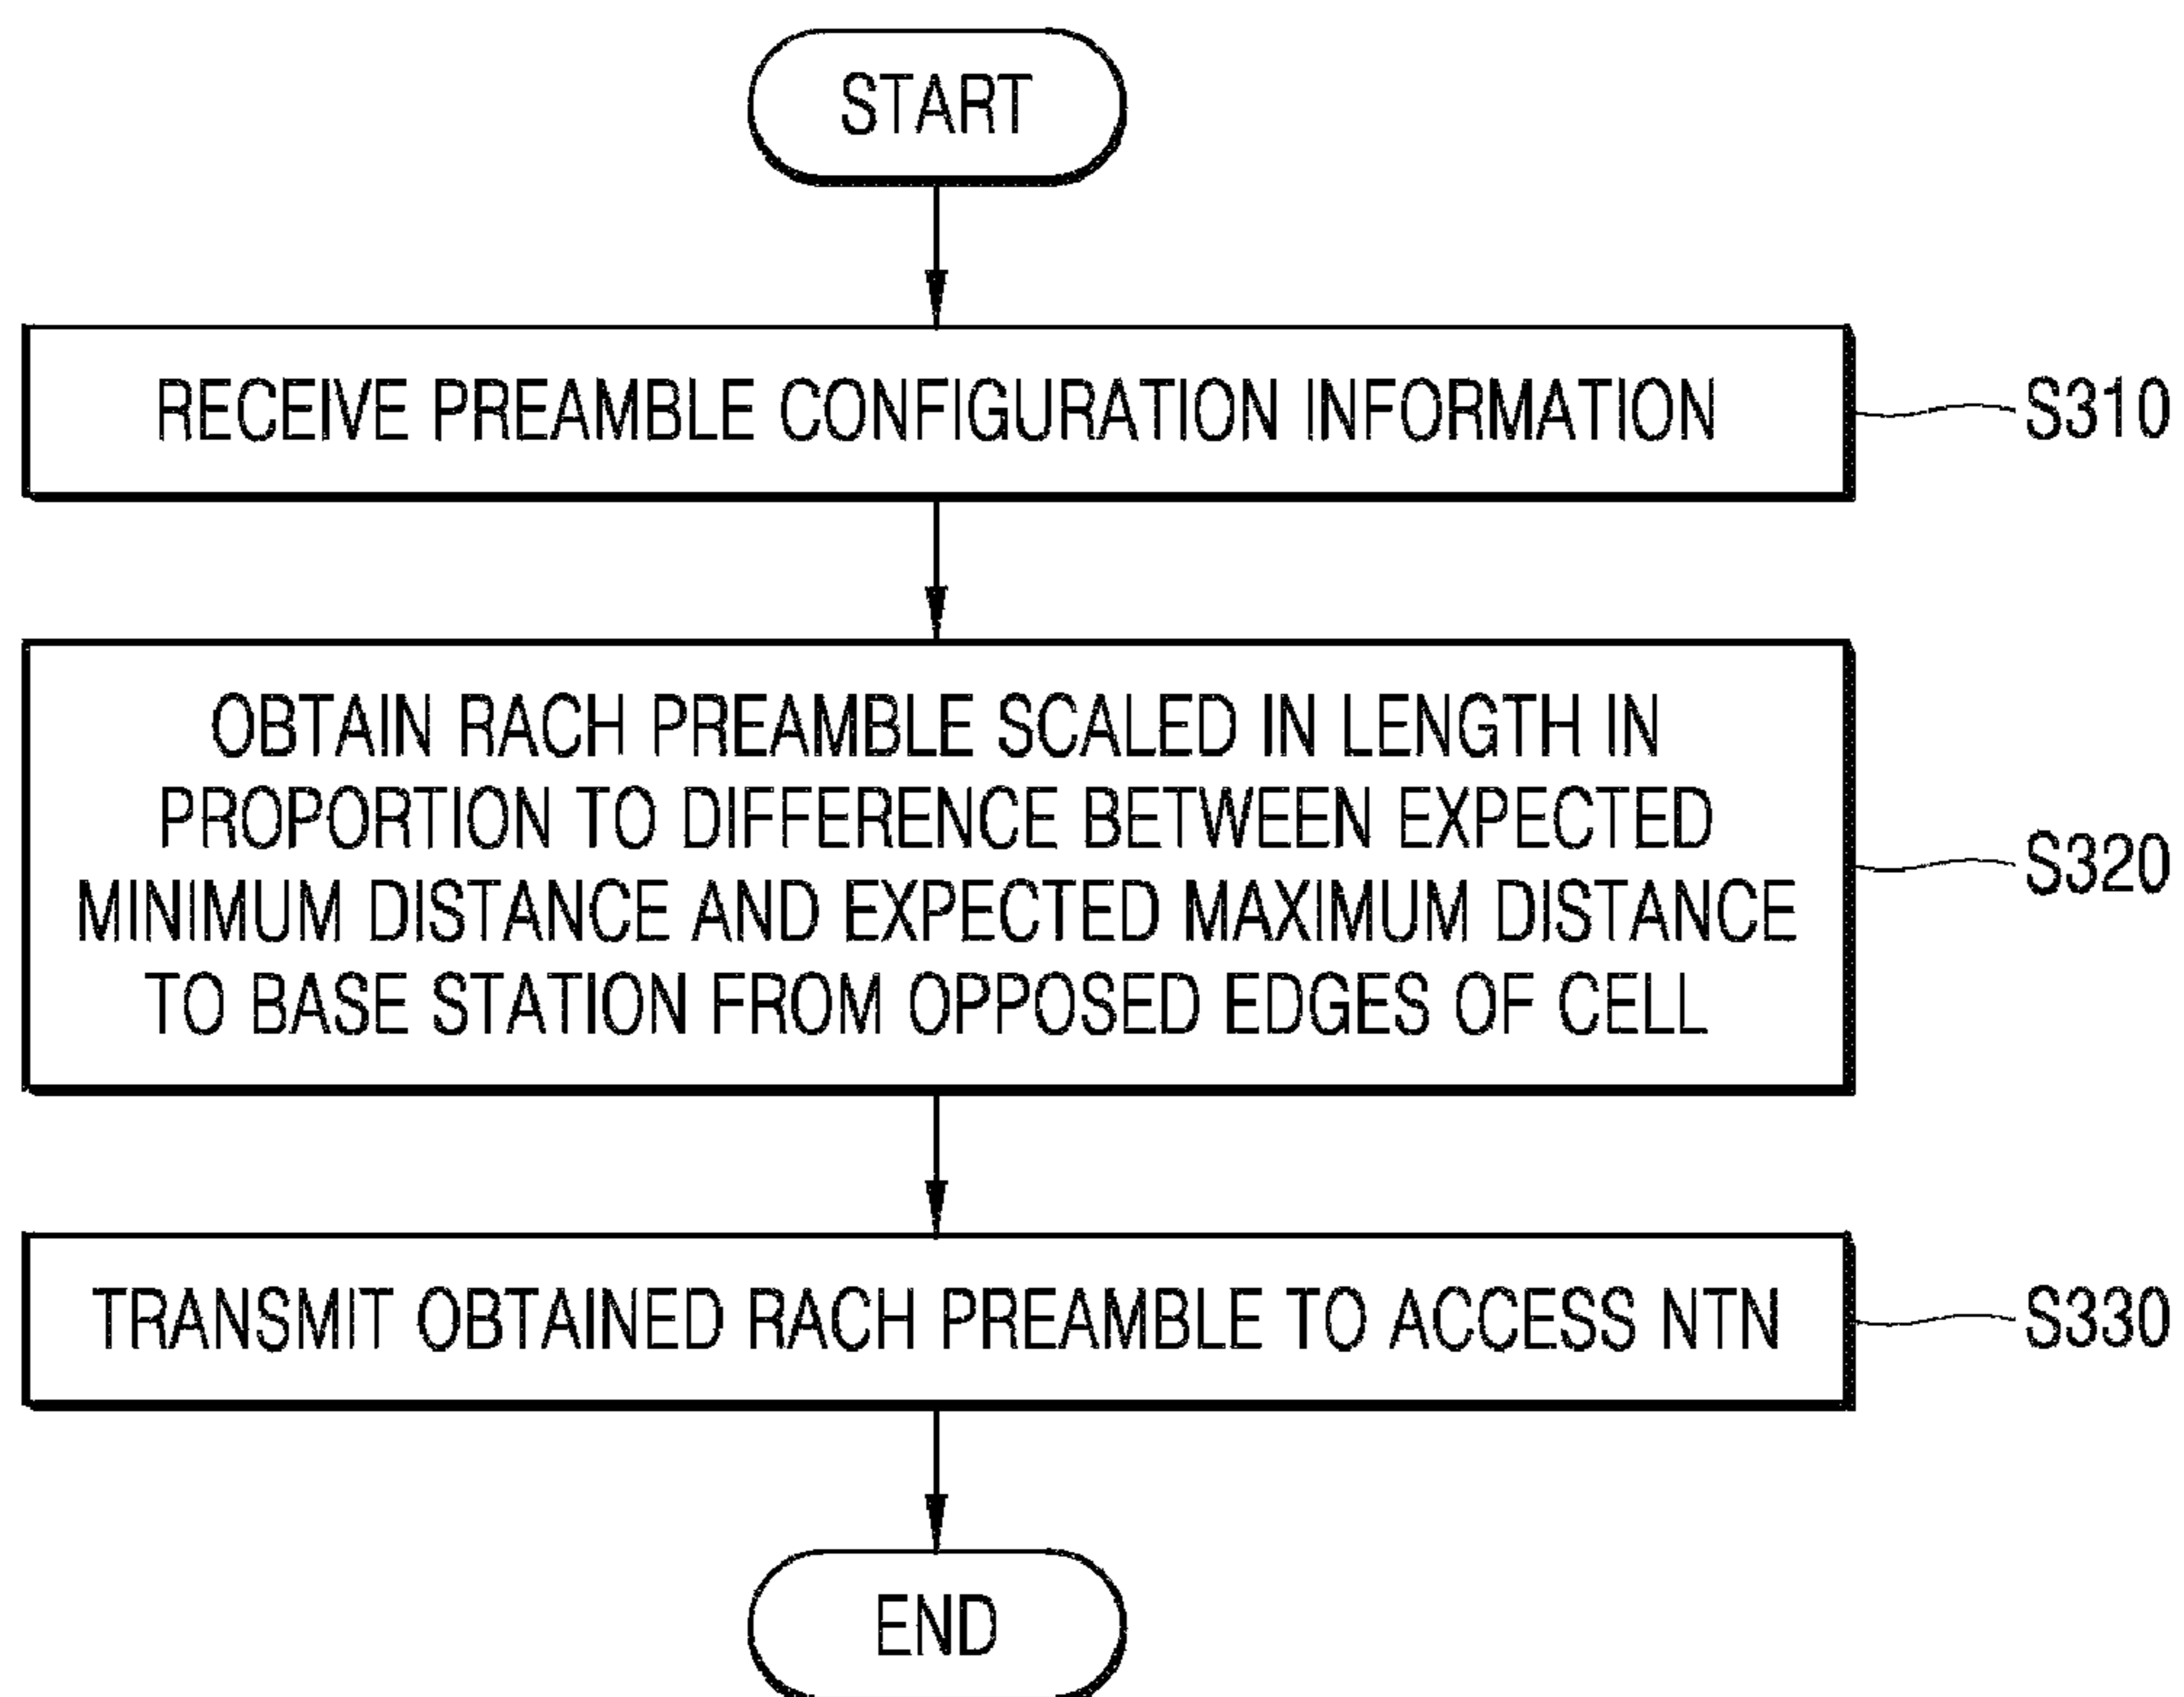 START
RECEIVE PREAMBLE CONFIGURATION INFORMATION
S310
OBTAIN RACH PREAMBLE SCALED IN LENGTH IN
PROPORTION TO DIFFERENCE BETWEEN EXPECTED
MINIMUM DISTANCE AND EXPECTED MAXIMUM DISTANCE
TO BASE STATION FROM OPPOSED EDGES OF CELL
S320
TRANSMIT OBTAINED RACH PREAMBLE TO ACCESS NTN
S330
END